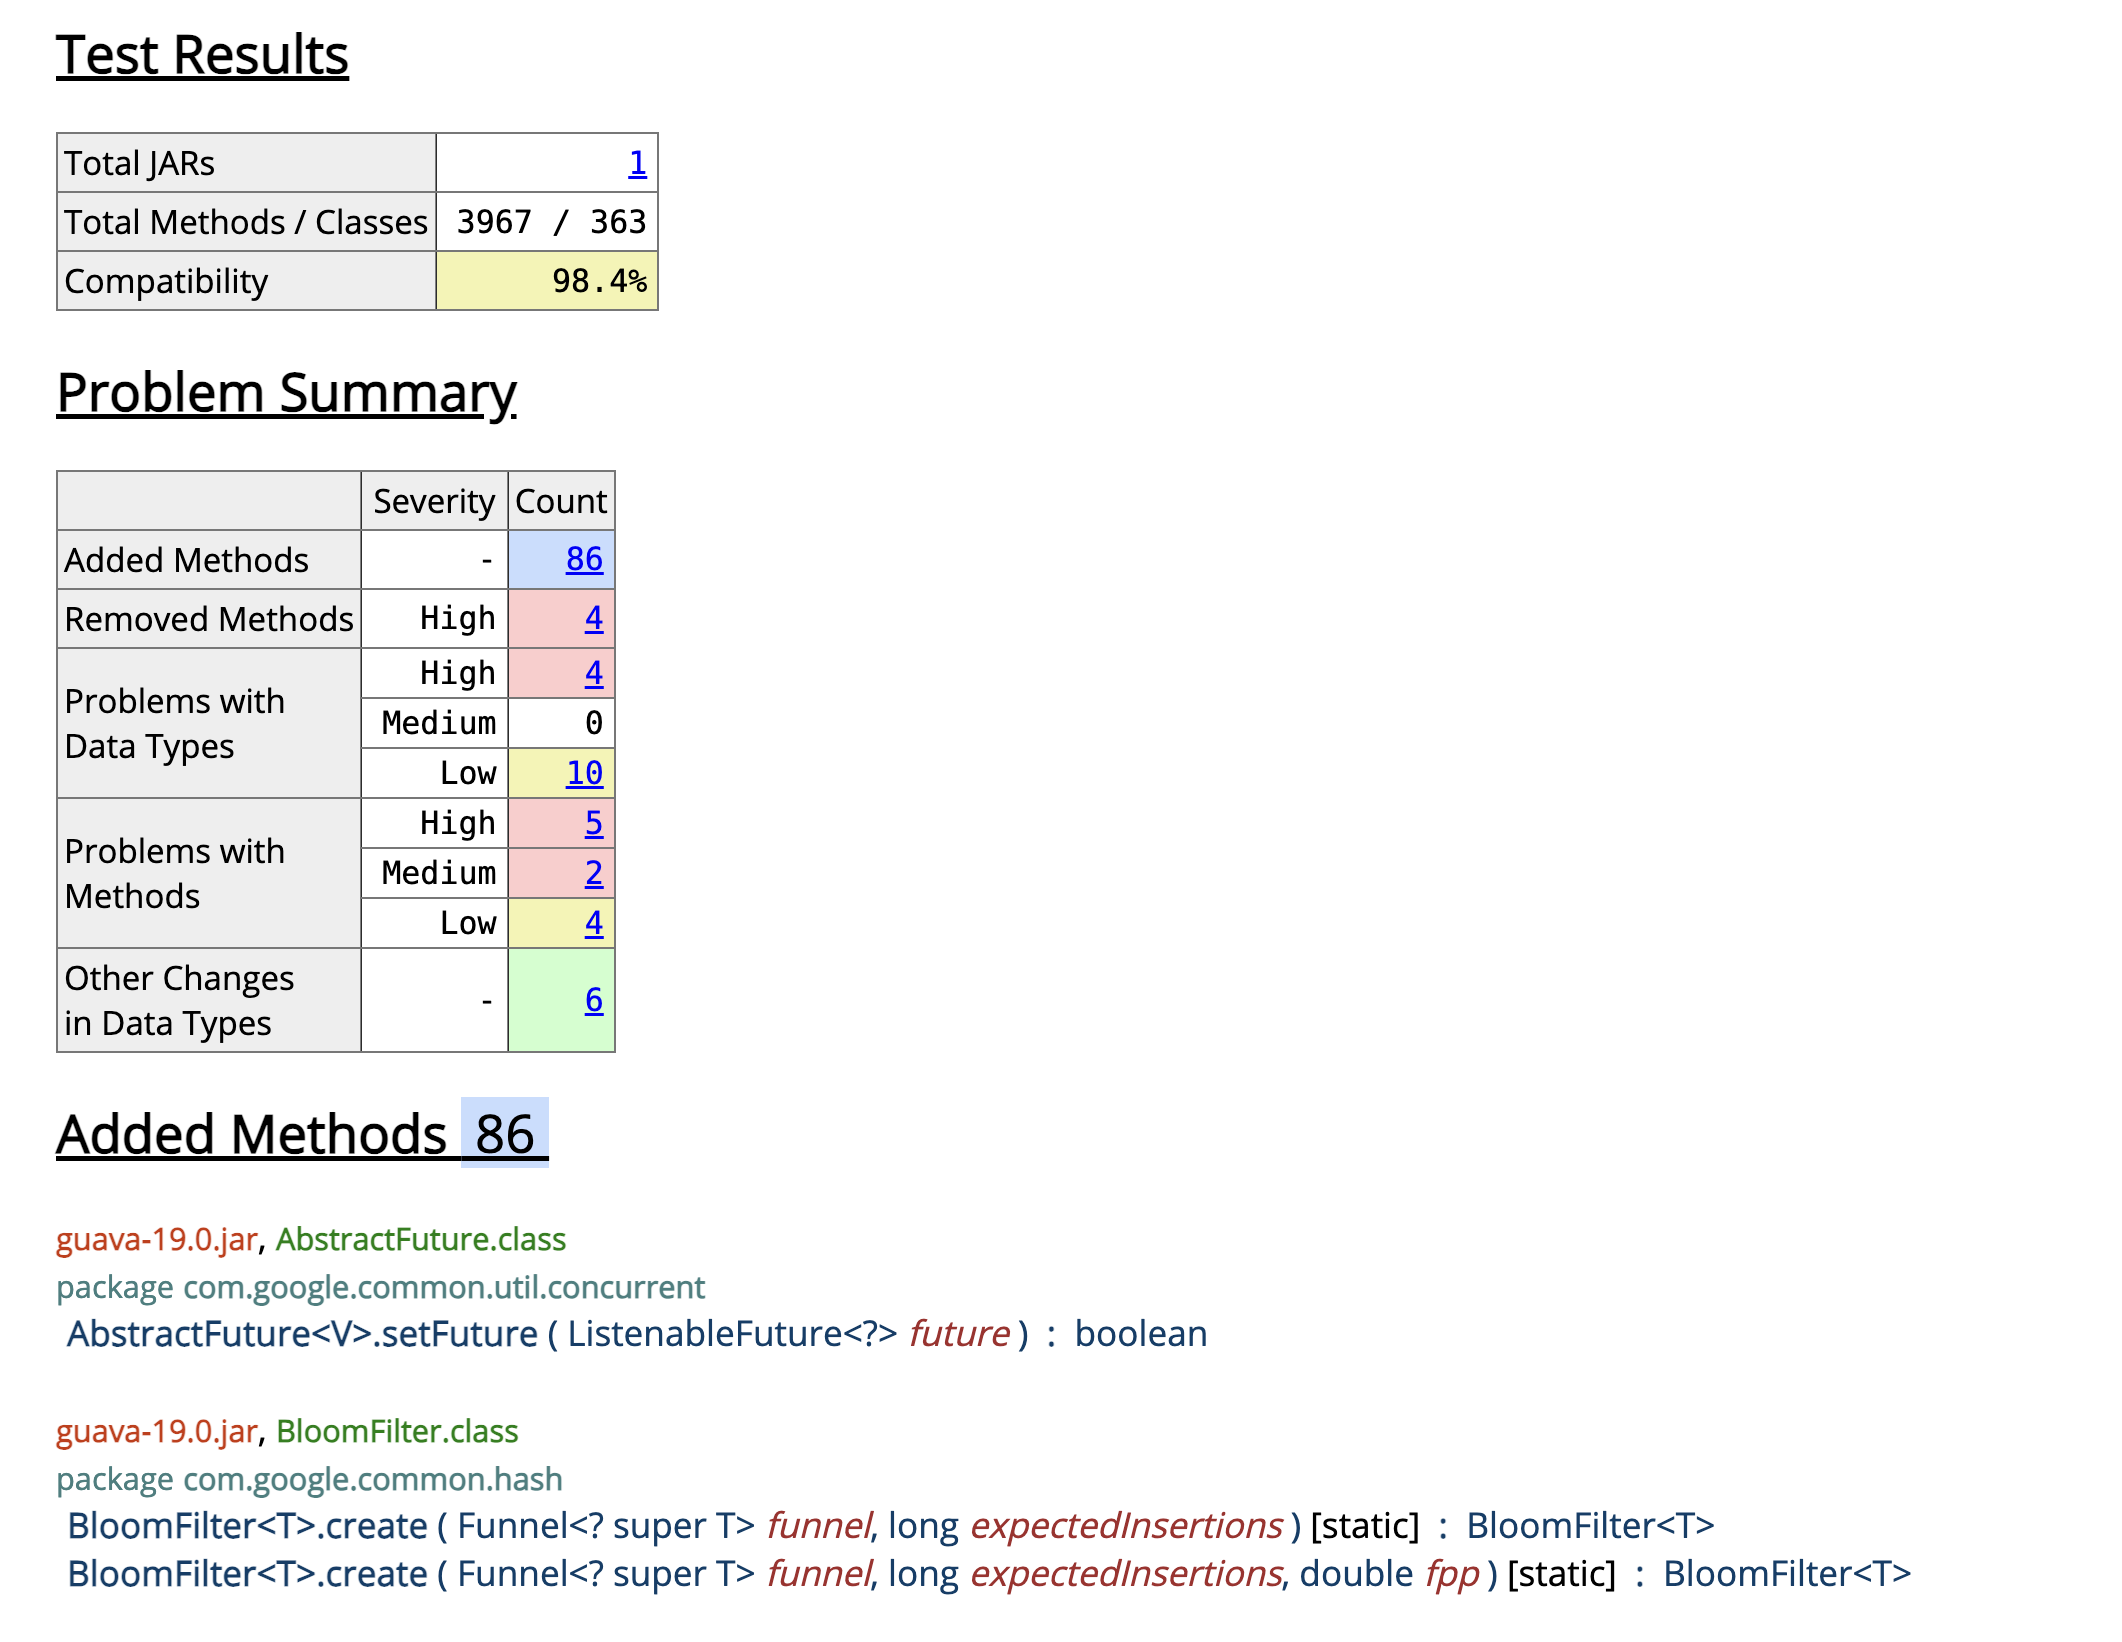 Test Results
Total JARs 1
Total Methods / Classes 3967 / 363
Compatibility 98.4%
Problem Summary
Severity Count
Added Methods - 86
Removed Methods High 4
Problems with
Data Types
High 4
Medium 0
Low 10
Problems with
Methods
High 5
Medium 2
Low 4
Other Changes
in Data Types
- 6
Added Methods 86
guava-19.0.jar, AbstractFuture.class
package com.google.common.util.concurrent
AbstractFuture<V>.setFuture ( ListenableFuture<?> future ) : boolean
guava-19.0.jar, BloomFilter.class
package com.google.common.hash
BloomFilter<T>.create ( Funnel<? super T> funnel, long expectedInsertions ) [static] : BloomFilter<T>
BloomFilter<T>.create ( Funnel<? super T> funnel, long expectedInsertions, double fpp ) [static] : BloomFilter<T>